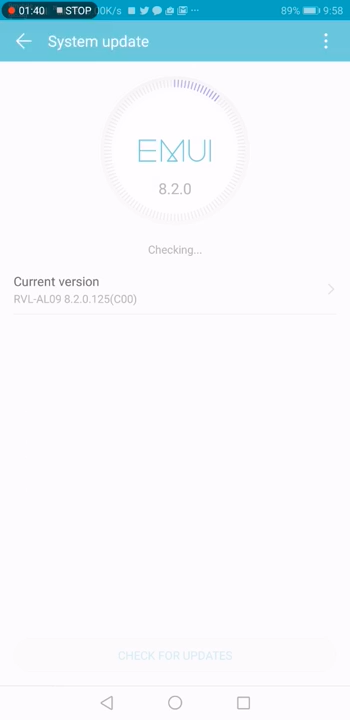 01:40 STOP 00K/s ... 89% 9:58
System update
EMUI
8.2.0
Checking...
Current version
RVL-AL09 8.2.0.125(C00)
CHECK FOR UPDATES